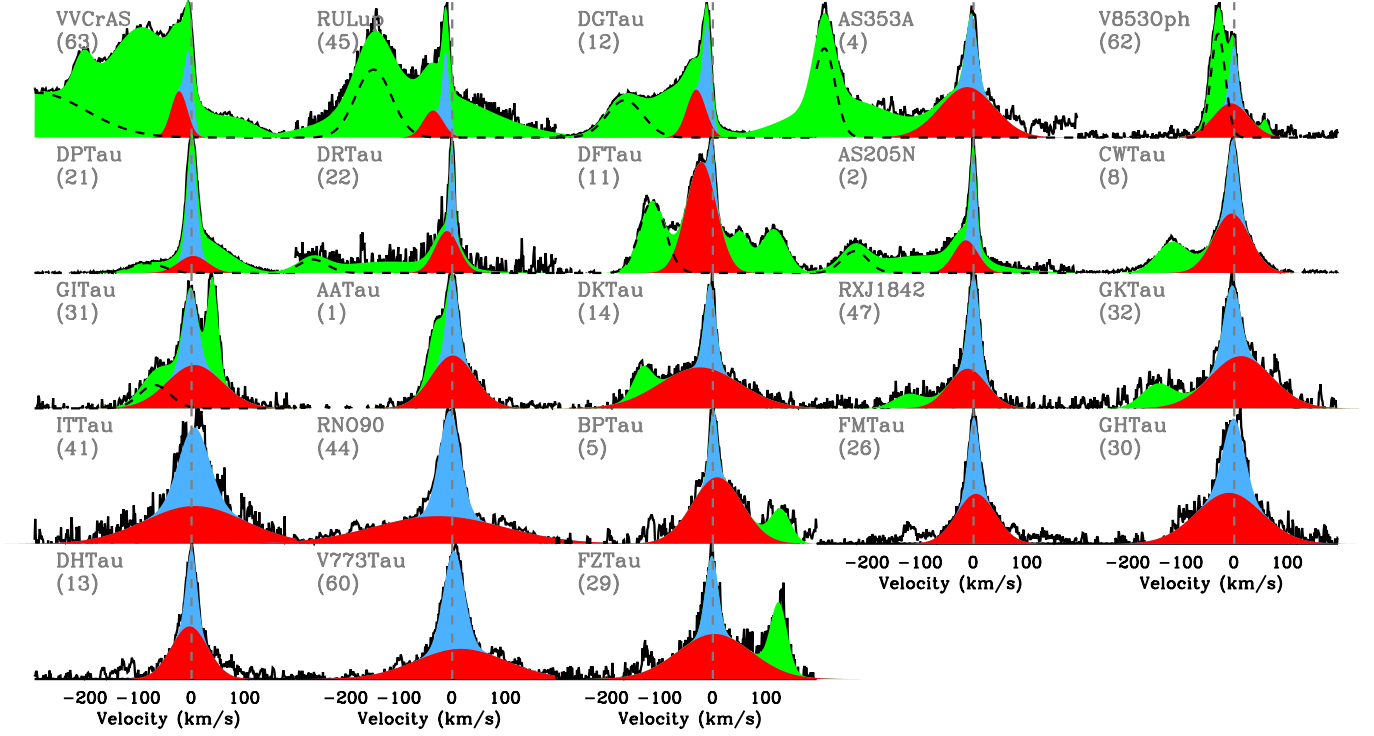 VVCrAS RULup DGTau AS353A V853Oph
(63) (45) (12) (4) (62)
DPTau DRTau DFTau AS205N CWTau
(21) (22) (11) (2) (8)
GITau AATau DKTau RXJ1842 GKTau
(31) (1) (14) (47) (32)
ITTau RNO90 BPTau FMTau GHTau
(41) (44) (5) (26) (30)
DHTau V773Tau FZTau
(13) (60) (29)
-200 -100 0 100 -200 -100 0 100
Velocity (km/s) Velocity (km/s)
-200 -100 0 100 -200 -100 0 100 -200 -100 0 100
Velocity (km/s) Velocity (km/s) Velocity (km/s)